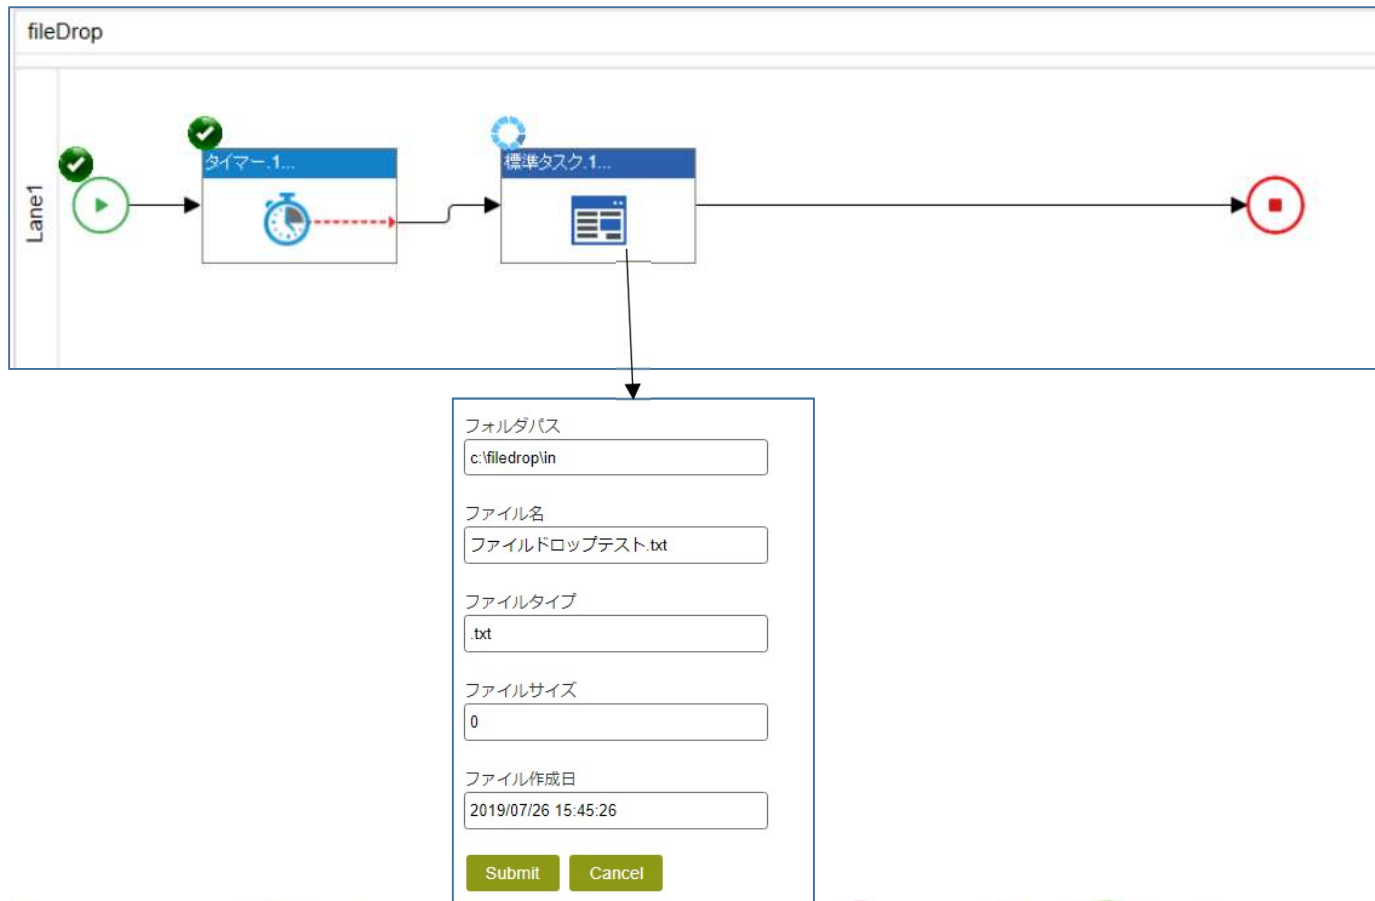 fileDrop
Lane1
タイマー.1...
標準タスク.1...
フォルダパス
c:\filedrop\in
ファイル名
ファイルドロップテスト.txt
ファイルタイプ
.txt
ファイルサイズ
0
ファイル作成日
2019/07/26 15:45:26
Submit Cancel